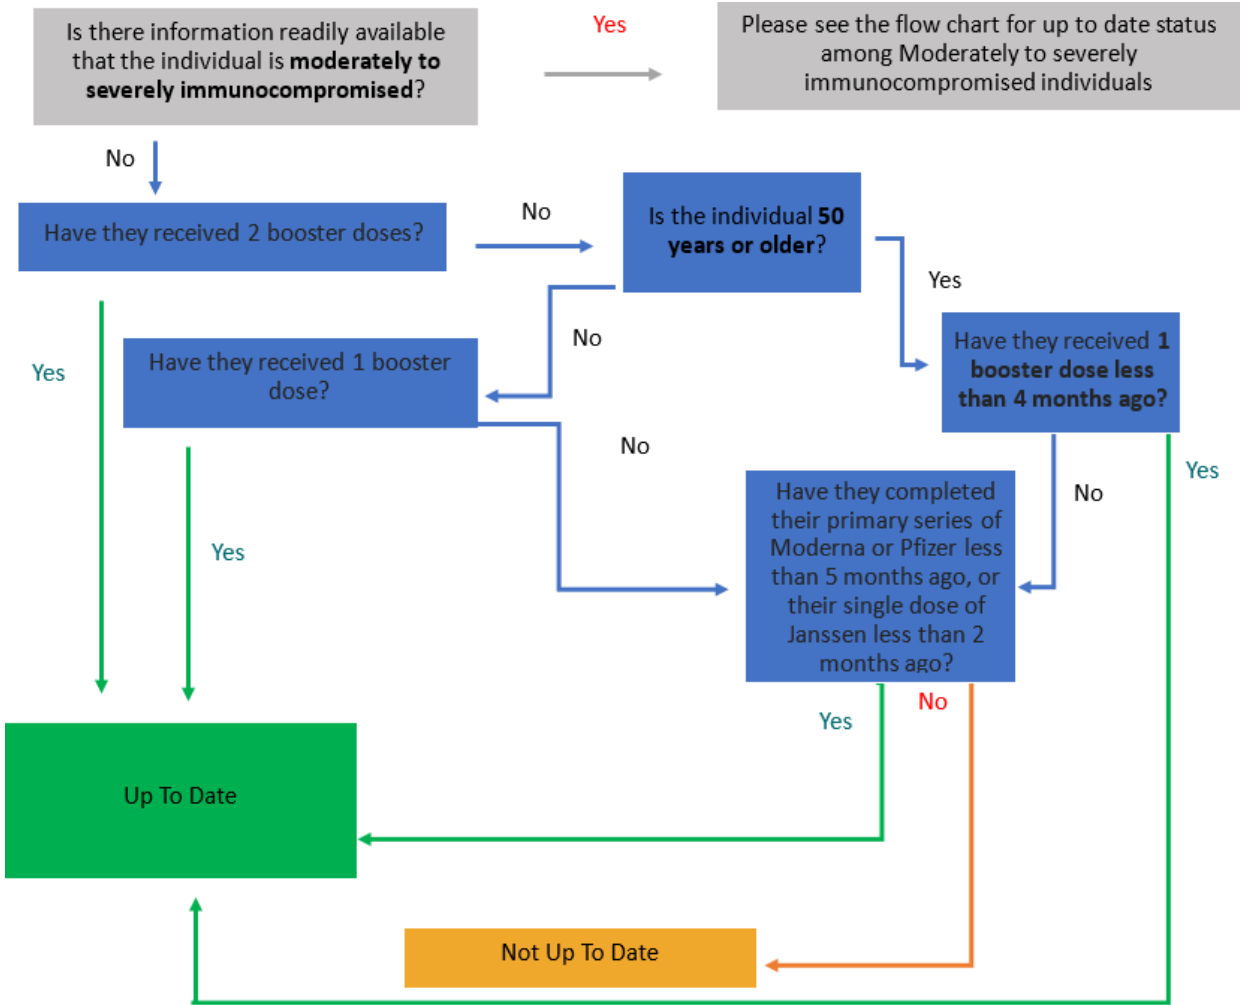 Is there information readily available
that the individual is moderately to
severely immunocompromised?
Yes
Please see the flow chart for up to date status
among Moderately to severely
immunocompromised individuals
No
Have they received 2 booster doses?
No
Is the individual 50
years or older?
Yes
No
Have they received 1 booster
dose?
Have they received 1
booster dose less
than 4 months ago?
Yes
No
Yes
No
Yes
Have they completed
their primary series of
Moderna or Pfizer less
than 5 months ago, or
their single dose of
Janssen less than 2
months ago?
Yes
No
Up To Date
Not Up To Date